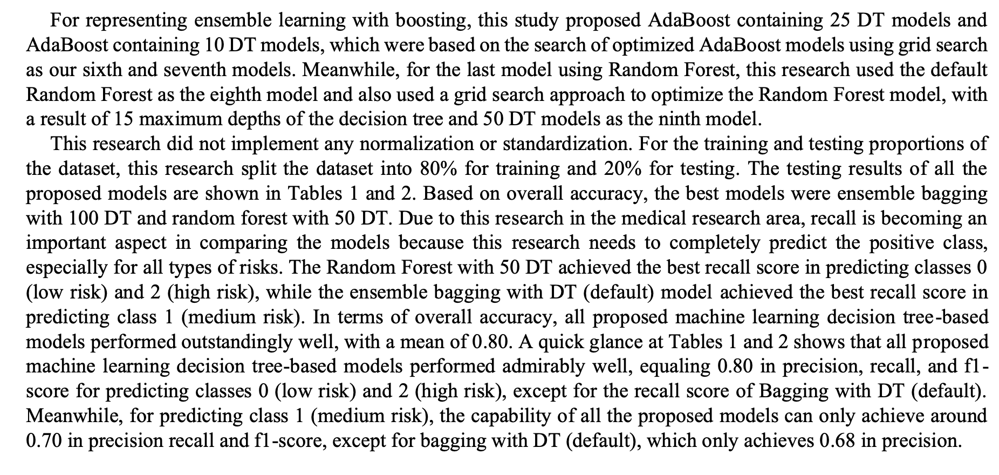 For representing ensemble learning with boosting, this study proposed AdaBoost containing 25 DT models and
AdaBoost containing 10 DT models, which were based on the search of optimized AdaBoost models using grid search
as our sixth and seventh models. Meanwhile, for the last model using Random Forest, this research used the default
Random Forest as the eighth model and also used a grid search approach to optimize the Random Forest model, with
a result of 15 maximum depths of the decision tree and 50 DT models as the ninth model.
This research did not implement any normalization or standardization. For the training and testing proportions of
the dataset, this research split the dataset into 80% for training and 20% for testing. The testing results of all the
proposed models are shown in Tables 1 and 2. Based on overall accuracy, the best models were ensemble bagging
with 100 DT and random forest with 50 DT. Due to this research in the medical research area, recall is becoming an
important aspect in comparing the models because this research needs to completely predict the positive class,
especially for all types of risks. The Random Forest with 50 DT achieved the best recall score in predicting classes 0
(low risk) and 2 (high risk), while the ensemble bagging with DT (default) model achieved the best recall score in
predicting class 1 (medium risk). In terms of overall accuracy, all proposed machine learning decision tree-based
models performed outstandingly well, with a mean of 0.80. A quick glance at Tables 1 and 2 shows that all proposed
machine learning decision tree-based models performed admirably well, equaling 0.80 in precision, recall, and f1-
score for predicting classes 0 (low risk) and 2 (high risk), except for the recall score of Bagging with DT (default).
Meanwhile, for predicting class 1 (medium risk), the capability of all the proposed models can only achieve around
0.70 in precision recall and f1-score, except for bagging with DT (default), which only achieves 0.68 in precision.